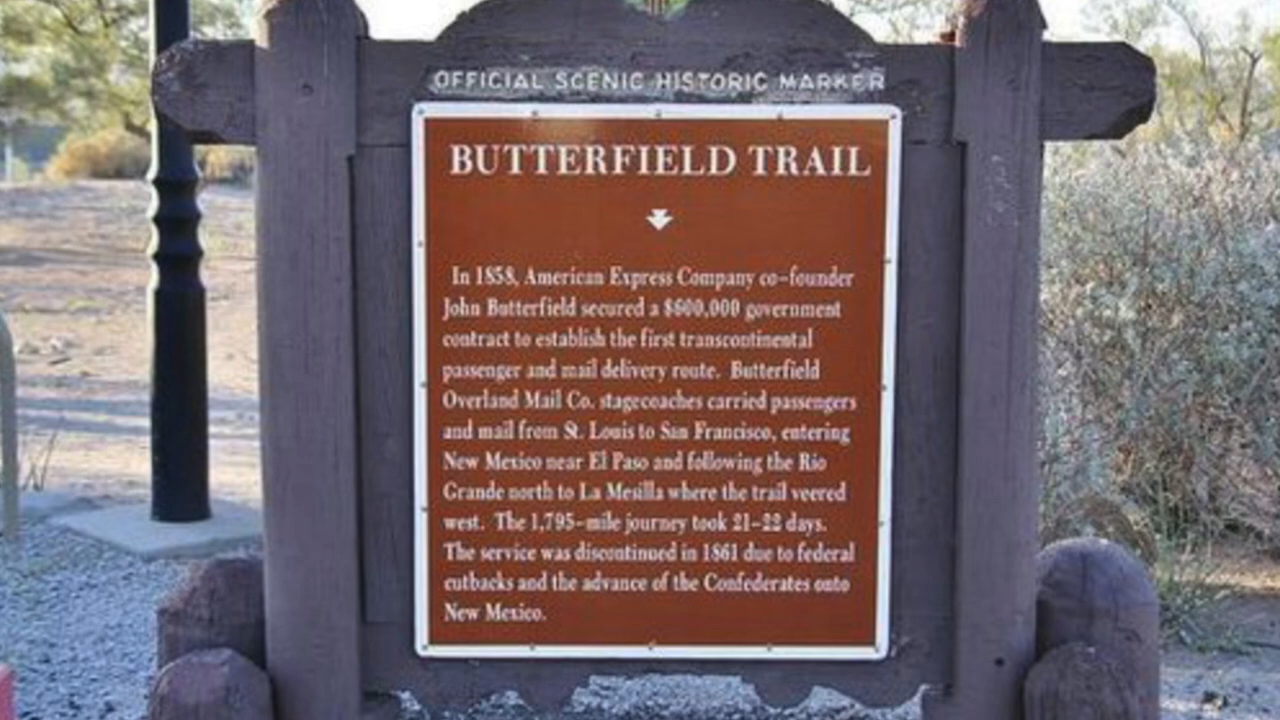 OFFICIAL SCENIC HISTORIC MARKER
BUTTERFIELD TRAIL
In 1858, American Express Company co-founder
John Butterfield secured a $600,000 government
contract to establish the first transcontinental
passenger and mail delivery route. Butterfield
Overland Mail Co. stagecoaches carried passengers
and mail from St. Louis to San Francisco, entering
New Mexico near El Paso and following the Rio
Grande north to La Mesilla where the trail veered
west. The 1,795-mile journey took 21-22 days.
The service was discontinued in 1861 due to federal
cutbacks and the advance of the Confederates onto
New Mexico.